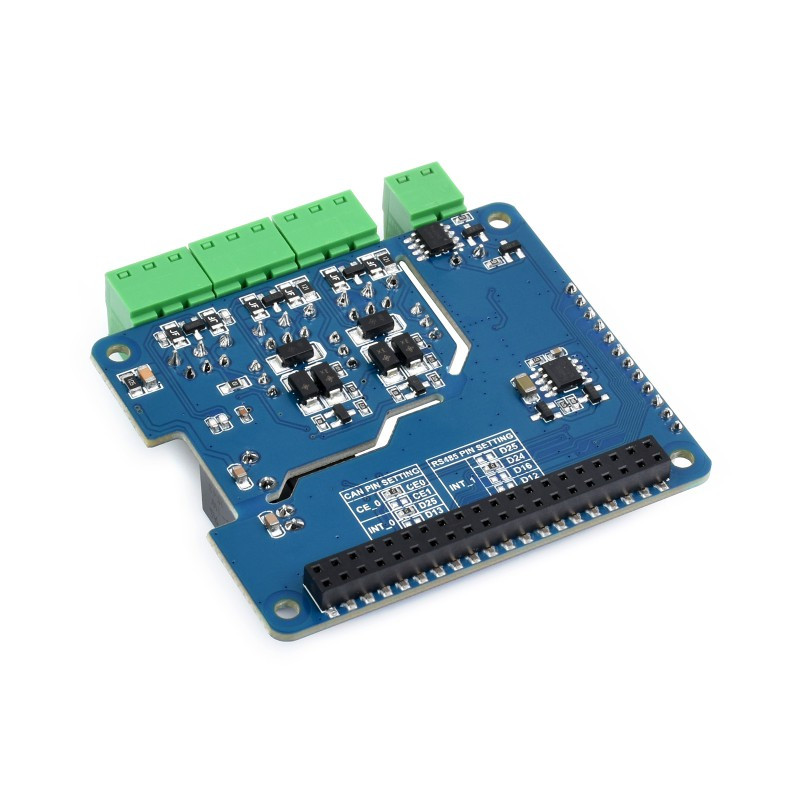 CAN PIN SETTING
CE_0 CE0
CE1
INT_0 D25
D13
RS485 PIN SETTING
INT_1 D25
D24
D16
D12